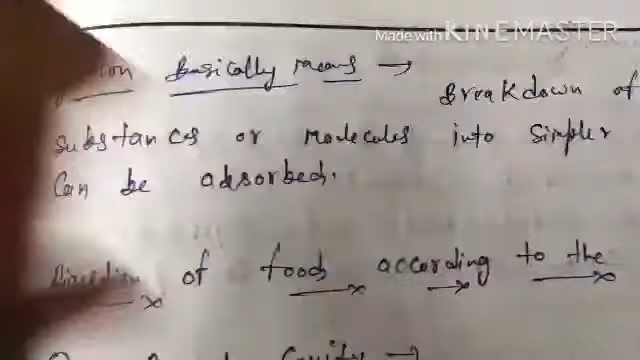 Made with KINEMASTER
Basically means → Breakdown of
substances or molecules into simpler
Can be absorbed.
of foods according to the